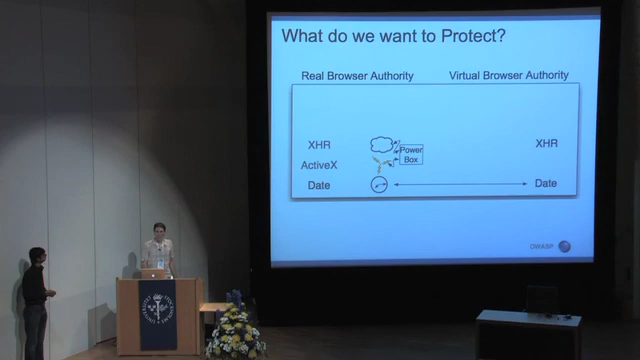 What do we want to Protect?
Real Browser Authority
Virtual Browser Authority
XHR
Power
Box
XHR
ActiveX
Date
Date
OWASP